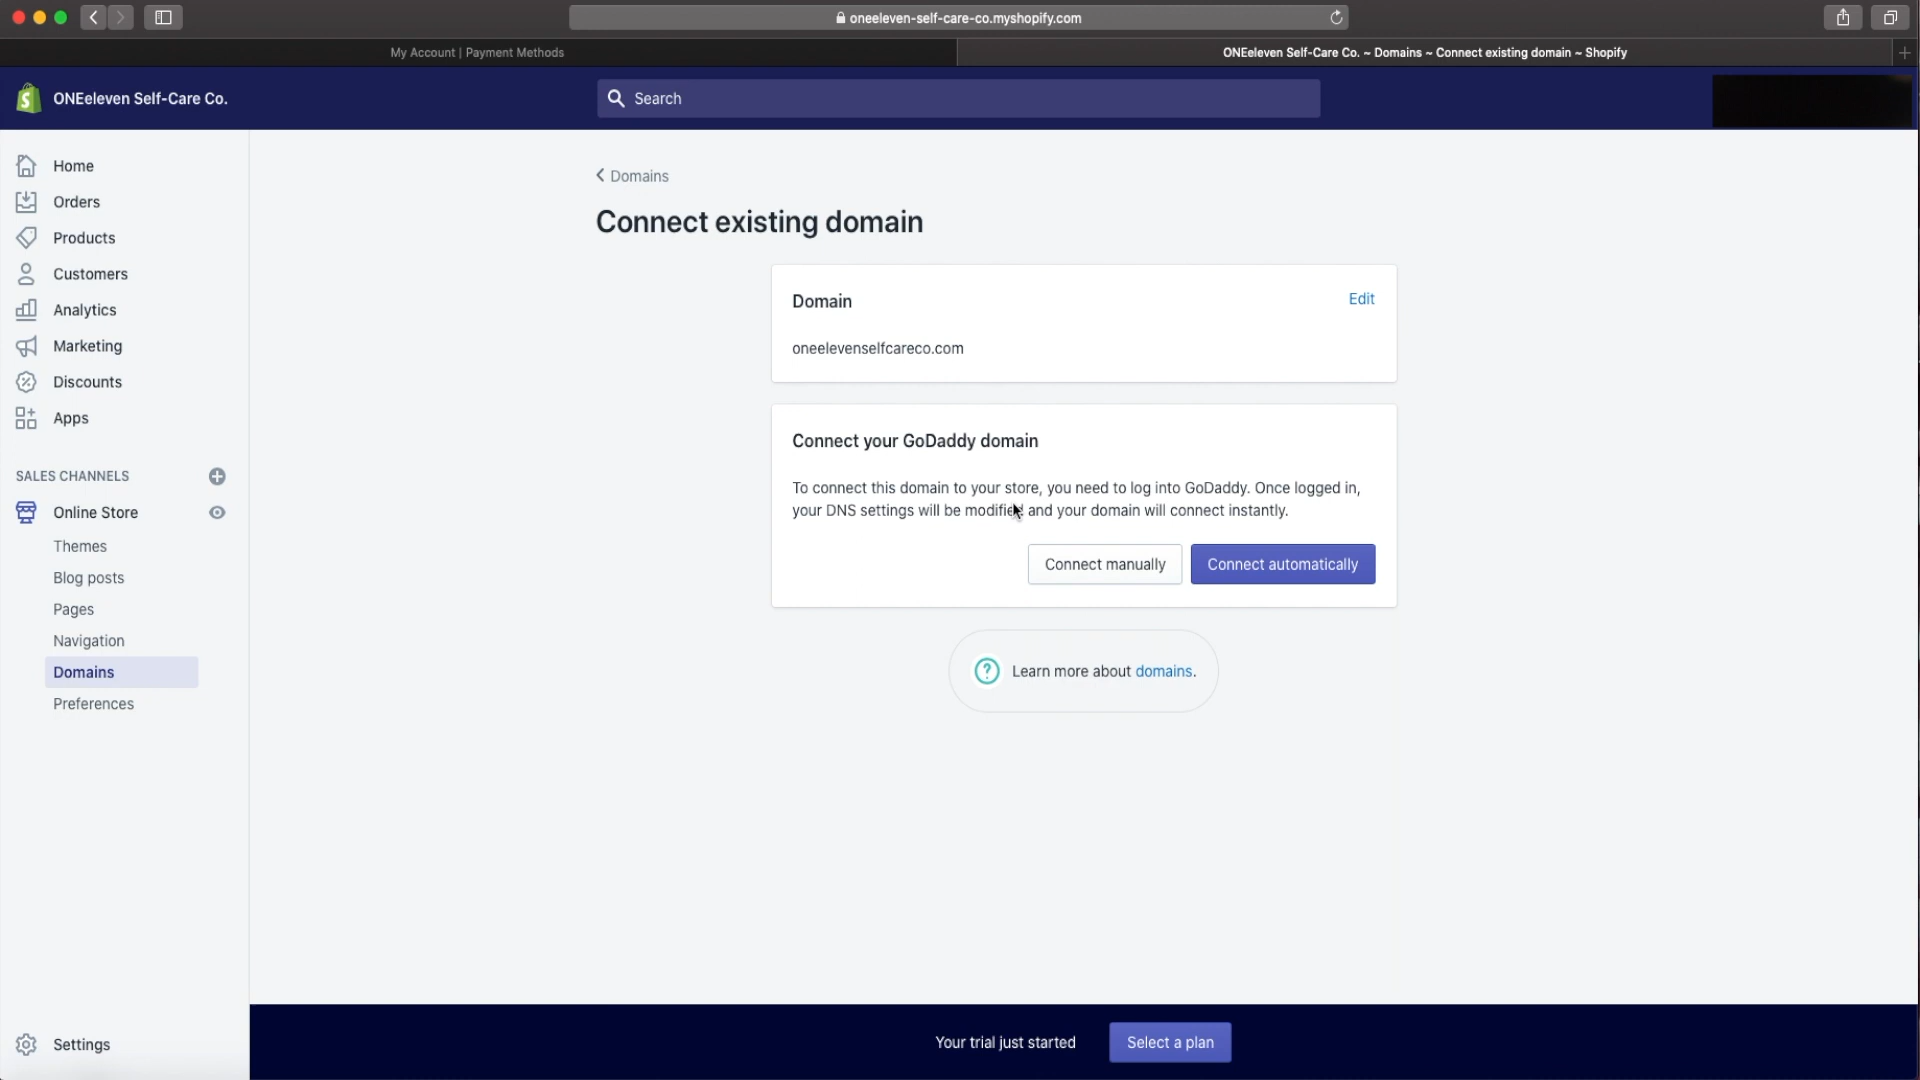 oneeleven-self-care-co.myshopify.com
My Account | Payment Methods
ONEeleven Self-Care Co. ~ Domains ~ Connect existing domain ~ Shopify
ONEeleven Self-Care Co.
Search
Home
Orders
Products
Customers
Analytics
Marketing
Discounts
Apps
SALES CHANNELS
Online Store
Themes
Blog posts
Pages
Navigation
Domains
Preferences
Settings
Domains
Connect existing domain
Domain
Edit
oneelevenselfcareco.com
Connect your GoDaddy domain
To connect this domain to your store, you need to log into GoDaddy. Once logged in,
your DNS settings will be modified and your domain will connect instantly.
Connect manually
Connect automatically
Learn more about domains.
Your trial just started
Select a plan